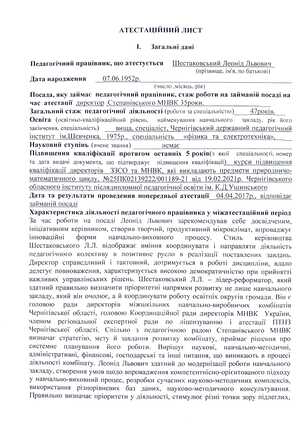 АТЕСТАЦІЙНИЙ ЛИСТ
І. Загальні дані
Педагогічний працівник, що атестується Шестаковський Леонід Львович
(прізвище, ім'я, по батькові)
Дата народження 07.06.1952р.
(число,місяць, рік)
Посада, яку займає педагогічний працівник, стаж роботи на займаній посаді на
час атестації директор Степанівського МНВК 35років.
Загальний стаж педагогічної діяльності (роботи за спеціальністю) 47років.
Освіта (освітньо-кваліфікаційний рівень, найменування навчального закладу, рік його
закінчення, спеціальність) вища, спеціаліст, Чернігівський державний педагогічний
інститут ім.Т.Шевченка, 1975р., спеціальність «фізика та електротехніка»
Науковий ступінь (вчене звання) немає
Підвищення кваліфікації протягом останніх 5 років(з якої спеціальності, номер
та дата видачі документа, що підтверджує підвищення кваліфікації) курси підвищення
кваліфікації директорів ЗЗСО та МНВК, які викладають предмети природничо-
математичного циклу, 19.02.2021р. Чернігівського
обласного інституту післядипломної педагогічної освіти ім. К.Д.Ушинського
Дата та результати проведення попередньої атестації 04.04.2017р. відповідає
займаній посаді
Характеристика діяльності педагогічного працівника у міжатестаційний період
За час роботи на посаді Леонід Львович зарекомендував себе досвідченим,
ініціативним керівником, створив творчий, продуктивний мікроклімат, впроваджує
інноваційні форми навчально-виховного процесу. Стиль керівництва
Шестаковського Л.Л. відображає вміння координувати і направляти діяльність
педагогічного колективу в позитивне русло в реалізації поставлених завдань.
Директор справедливий і тактовний, дотримується в роботі дисципліни, вдало
делегує повноваження, характеризується високою демократичністю при прийнятті
важливих управлінських рішень. Шестаковський Л.Л. – лідер-реформатор, який
здатний правильно визначити пріоритетні напрямки розвитку не лише навчального
закладу, який він очолює, а й координувати роботу освітніх округів громади. Він є
головою ради директорів міжшкільних навчально-виробничих комбінатів
Чернігівської області, головою Координаційної ради директорів МНВК України,
членом регіональної експертної ради по ліцензуванню і атестації ПТНЗ
Чернігівської області. Спільно з педагогічною радою Степанівського МНВК
визначає стратегію, мету й завдання розвитку комбінату, приймає рішення про
системне планування його роботи. Вирішує наукові, навчально-методичні,
адміністративні, фінансові, господарські та інші питання, що виникають в процесі
діяльності комбінату. Леонід Львович здатний до модернізації роботи навчального
закладу, створення умов щодо впровадження компетентнісно-орієнтованого підходу
у навчально-виховний процес, розробки сучасних науково-методичних комплексів,
використання різнорівневих баз даних, науково-методичного консультування.
Правильно визначає пріоритети у діяльності, стимулює різні точки зору підлеглих,